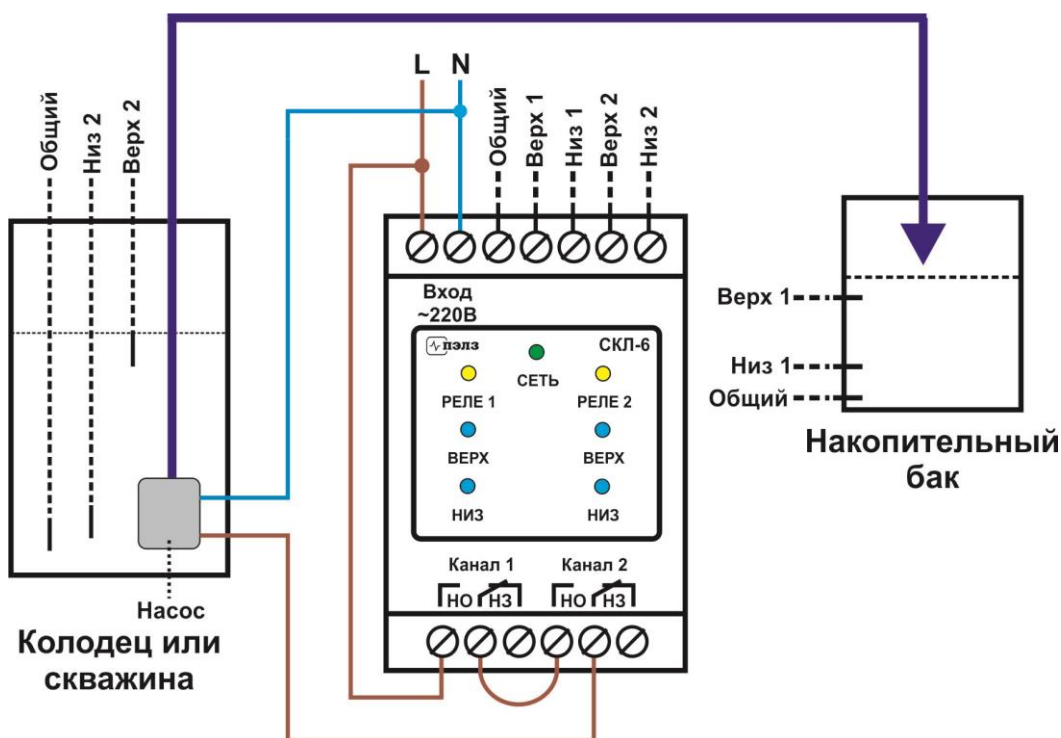 L N
Общий
Низ 2
Верх 2
Общий
Верх 1
Низ 1
Верх 2
Низ 2
Вход
~220В
пэлз
СКЛ-6
СЕТЬ
РЕЛЕ 1
РЕЛЕ 2
ВЕРХ
ВЕРХ
НИЗ
НИЗ
Канал 1
Канал 2
НО НЗ
НО НЗ
Насос
Колодец или
скважина
Верх 1
Низ 1
Общий
Накопительный
бак